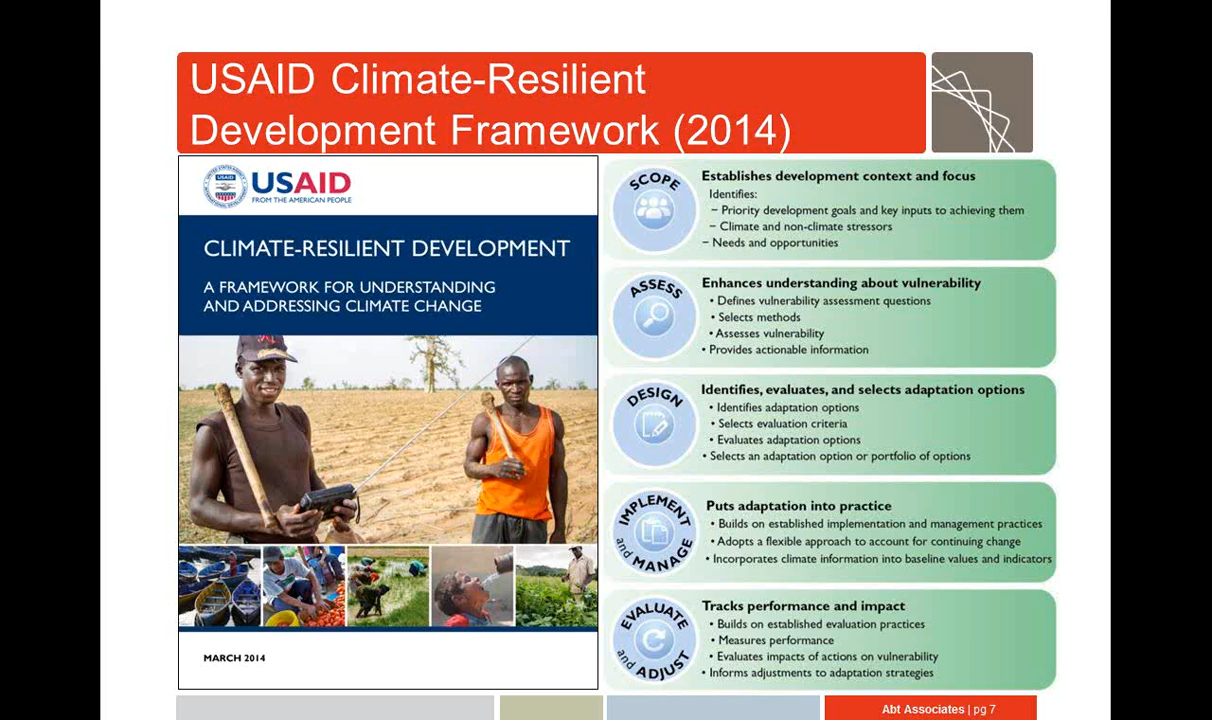 USAID Climate-Resilient
Development Framework (2014)
USAID
FROM THE AMERICAN PEOPLE
CLIMATE-RESILIENT DEVELOPMENT
A FRAMEWORK FOR UNDERSTANDING
AND ADDRESSING CLIMATE CHANGE
MARCH 2014
SCOPE
Establishes development context and focus
Identifies:
– Priority development goals and key inputs to achieving them
– Climate and non-climate stressors
– Needs and opportunities
ASSESS
Enhances understanding about vulnerability
• Defines vulnerability assessment questions
• Selects methods
• Assesses vulnerability
• Provides actionable information
DESIGN
Identifies, evaluates, and selects adaptation options
• Identifies adaptation options
• Selects evaluation criteria
• Evaluates adaptation options
• Selects an adaptation option or portfolio of options
IMPLEMENT
and MANAGE
Puts adaptation into practice
• Builds on established implementation and management practices
• Adopts a flexible approach to account for continuing change
• Incorporates climate information into baseline values and indicators
EVALUATE
and ADJUST
Tracks performance and impact
• Builds on established evaluation practices
• Measures performance
• Evaluates impacts of actions on vulnerability
• Informs adjustments to adaptation strategies
Abt Associates | pg 7